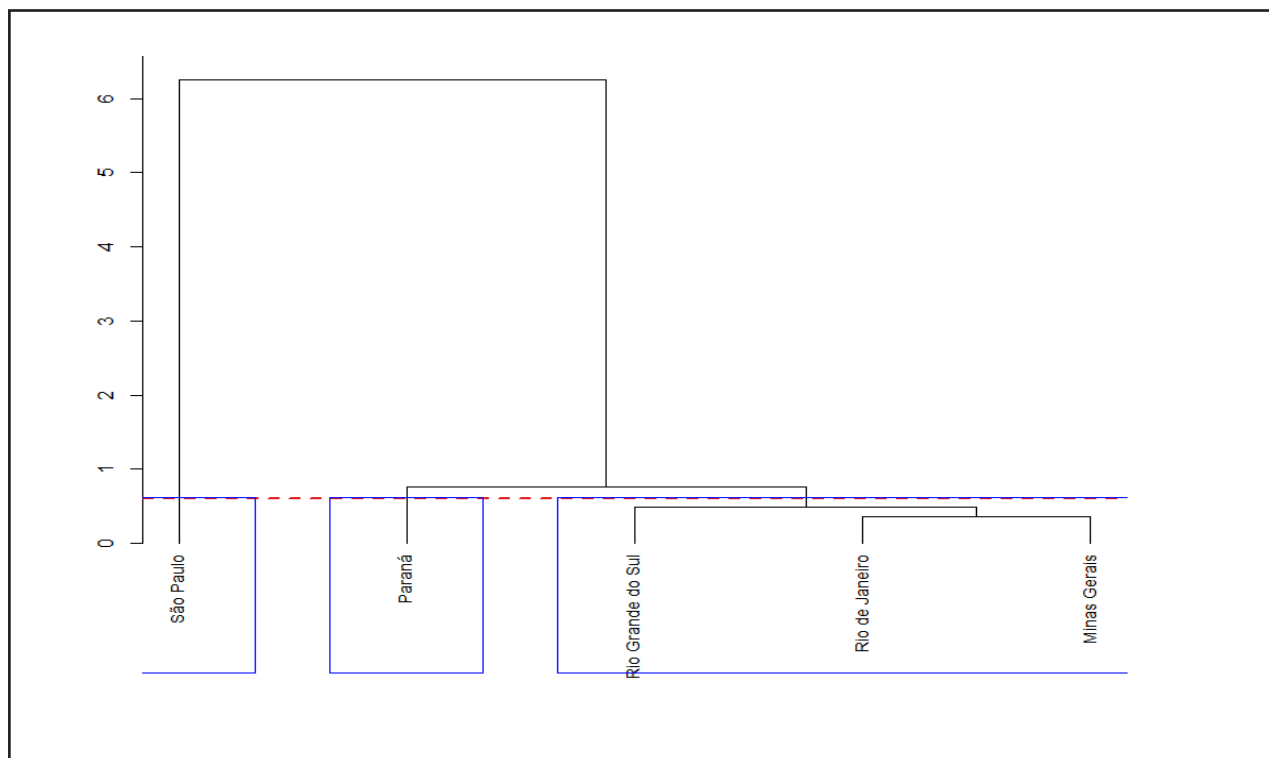 6
5
4
3
2
1
0
São Paulo
Paraná
Rio Grande do Sul
Rio de Janeiro
Minas Gerais